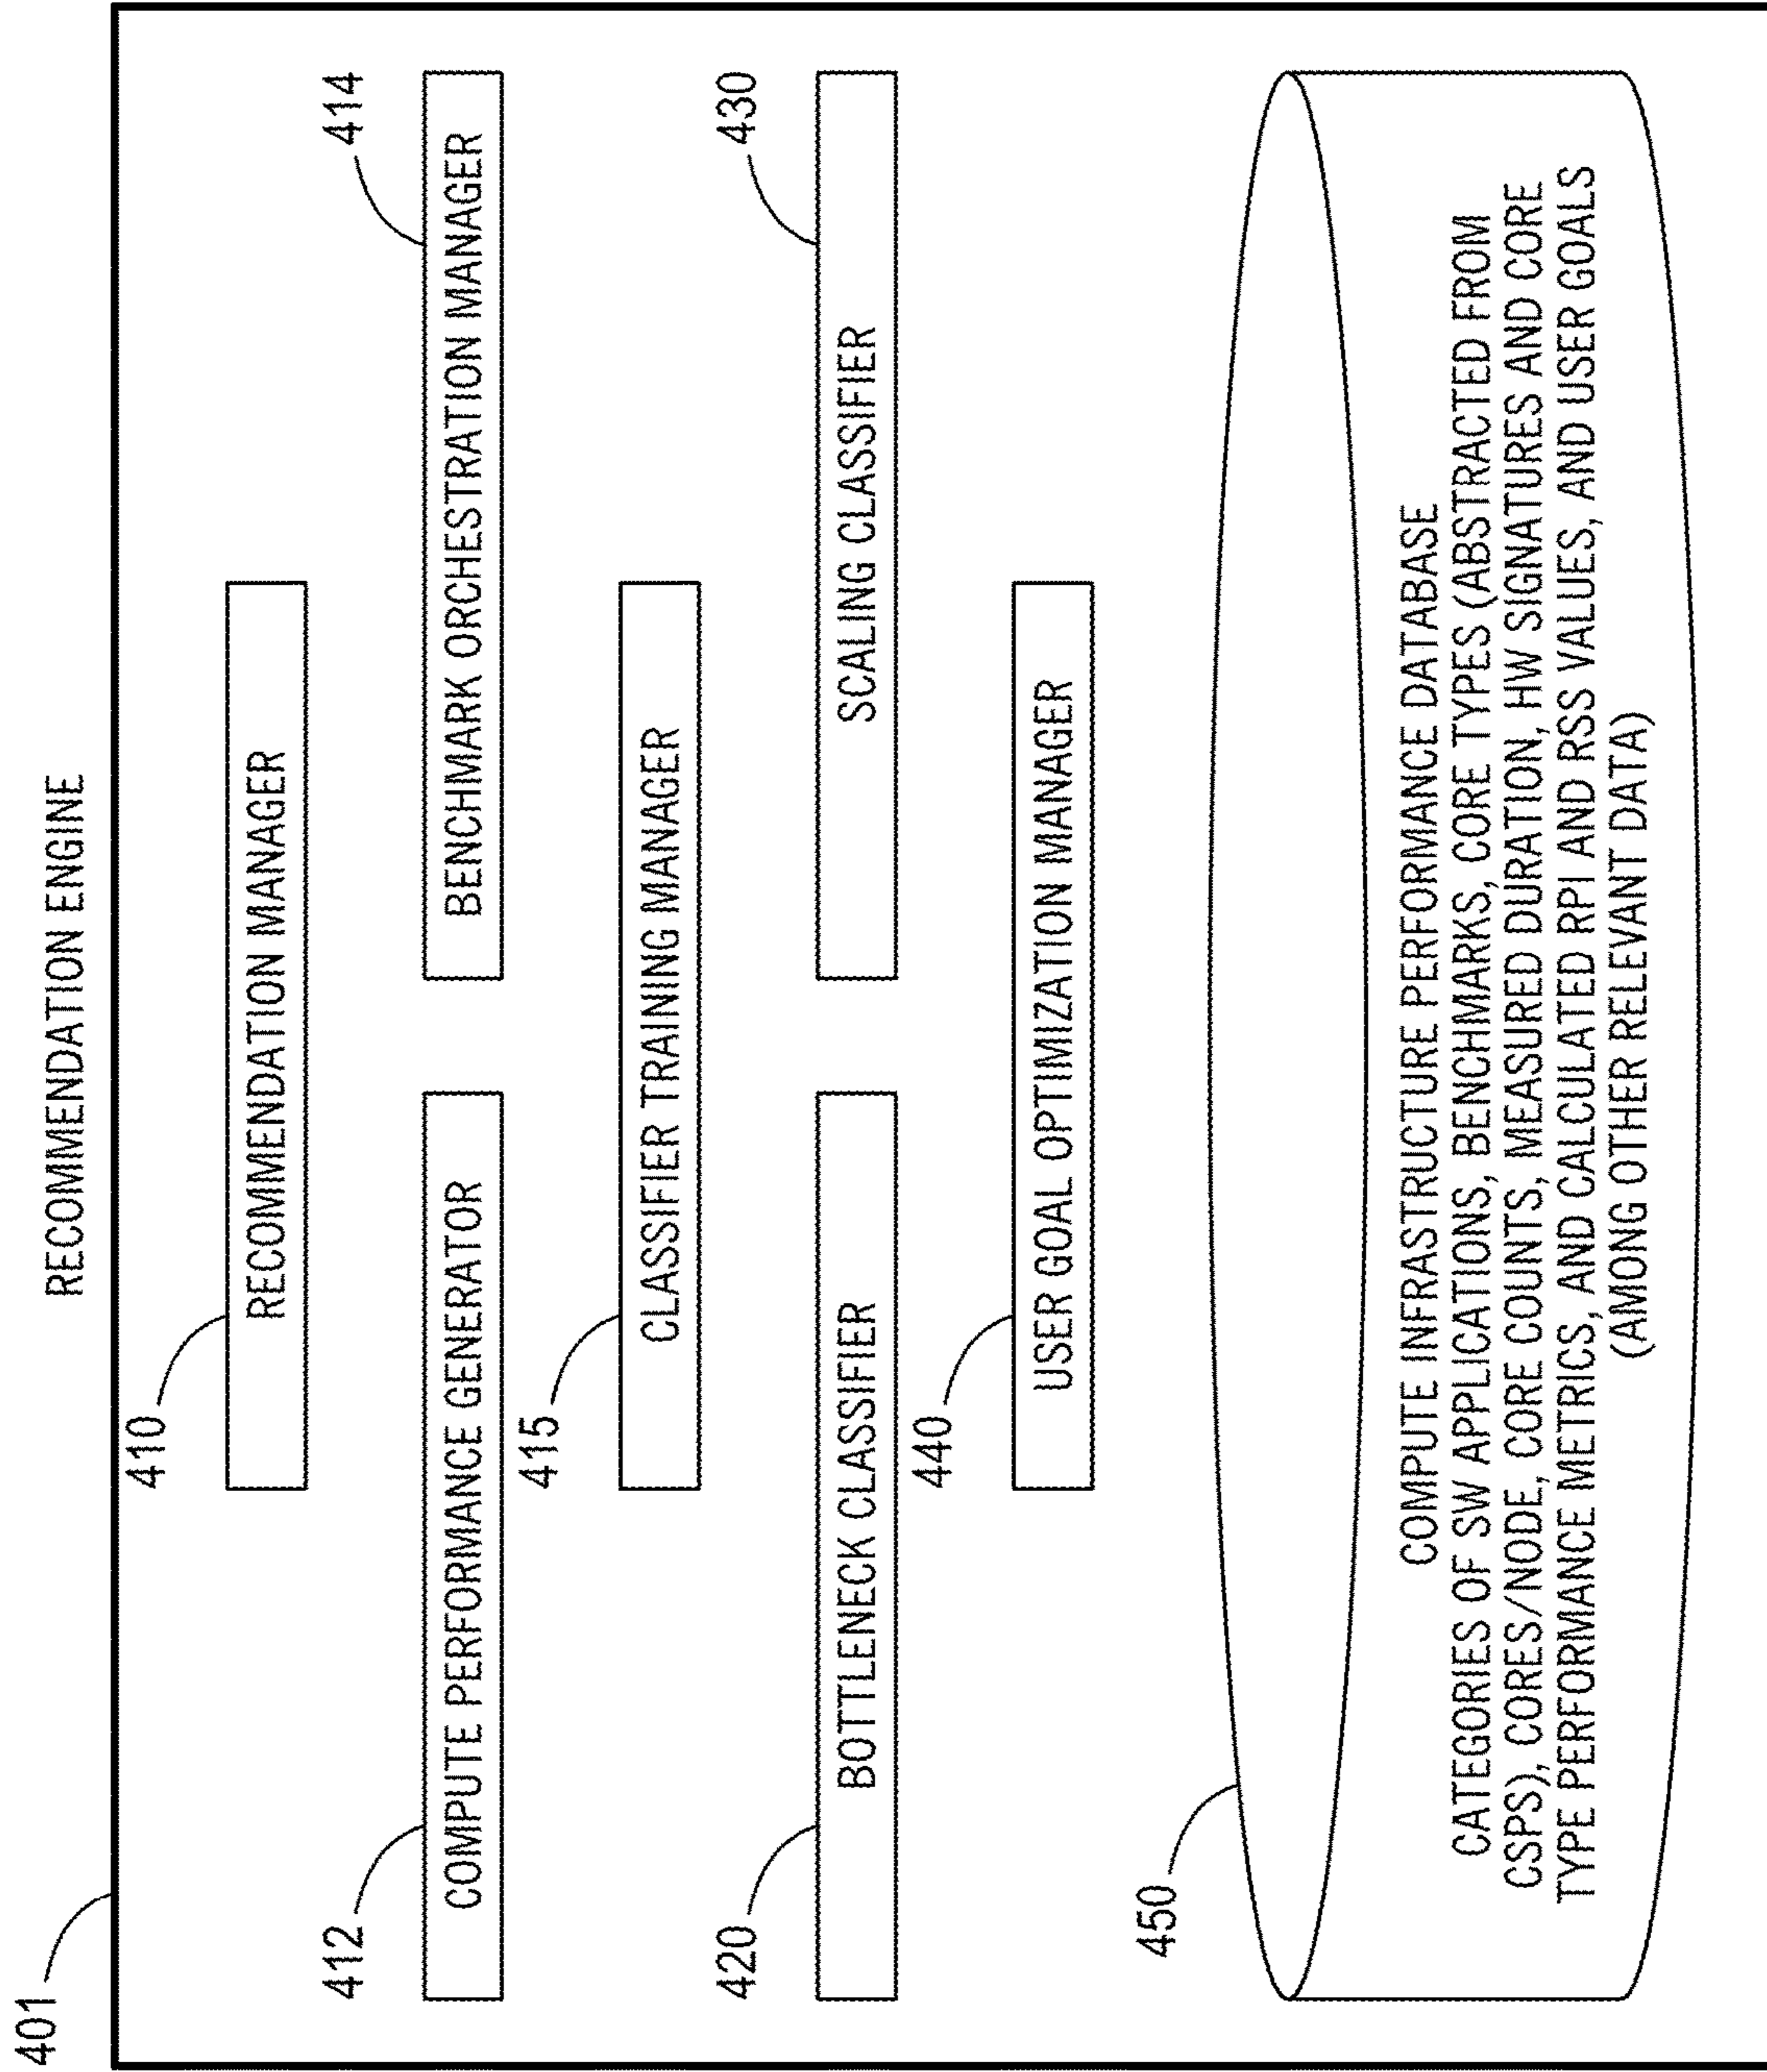 RECOMMENDATION ENGINE
401
410
RECOMMENDATION MANAGER
412
COMPUTE PERFORMANCE GENERATOR
414
BENCHMARK ORCHESTRATION MANAGER
415
CLASSIFIER TRAINING MANAGER
420
BOTTLENECK CLASSIFIER
430
SCALING CLASSIFIER
440
USER GOAL OPTIMIZATION MANAGER
450
COMPUTE INFRASTRUCTURE PERFORMANCE DATABASE
CATEGORIES OF SW APPLICATIONS, BENCHMARKS, CORE TYPES (ABSTRACTED FROM
CSPS), CORES/NODE, CORE COUNTS, MEASURED DURATION, HW SIGNATURES AND CORE
TYPE PERFORMANCE METRICS, AND CALCULATED RPI AND RSS VALUES, AND USER GOALS
(AMONG OTHER RELEVANT DATA)